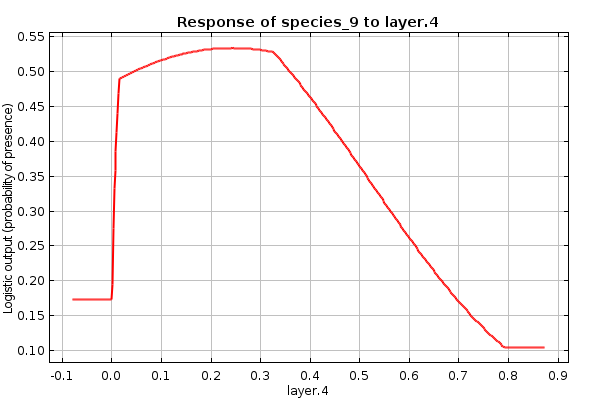 Response of species_9 to layer.4
Logistic output (probability of presence)
0.55
0.50
0.45
0.40
0.35
0.30
0.25
0.20
0.15
0.10
-0.1 0.0 0.1 0.2 0.3 0.4 0.5 0.6 0.7 0.8 0.9
layer.4